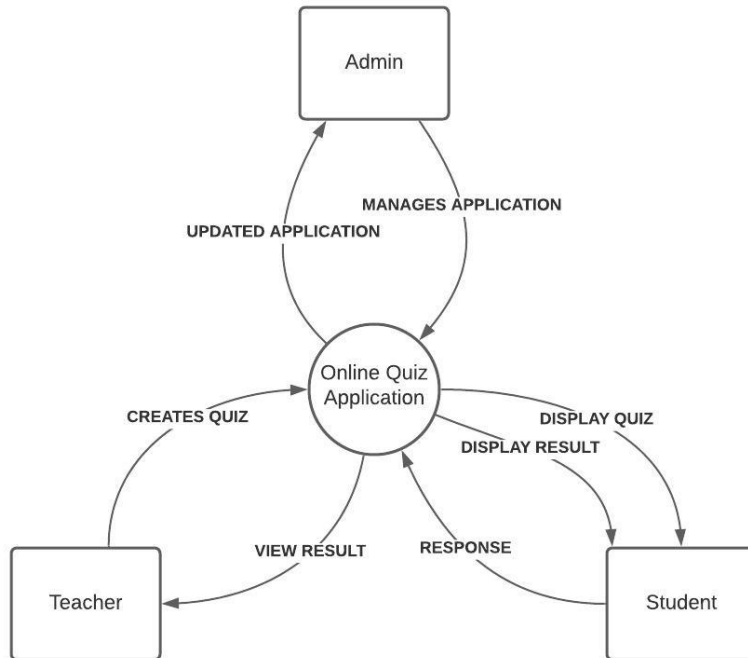 Admin
MANAGES APPLICATION
UPDATED APPLICATION
Online Quiz
Application
CREATES QUIZ
DISPLAY QUIZ
DISPLAY RESULT
VIEW RESULT
RESPONSE
Teacher
Student